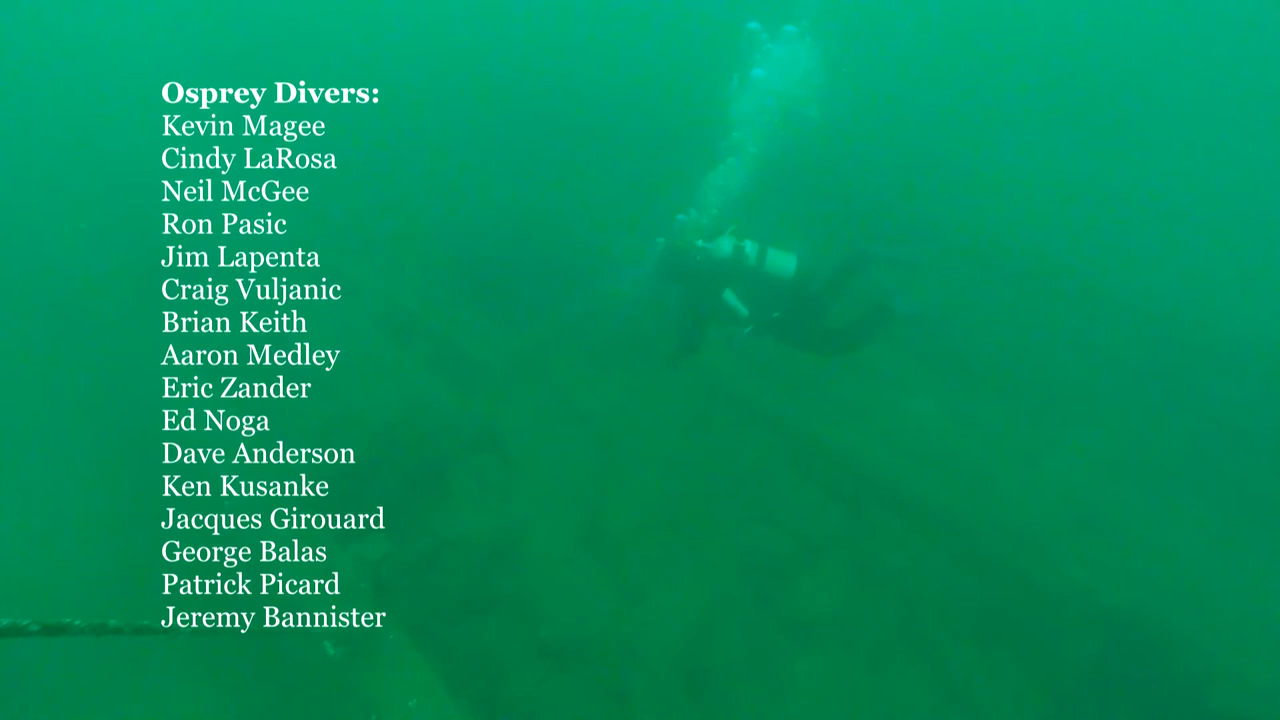 Osprey Divers:
Kevin Magee
Cindy LaRosa
Neil McGee
Ron Pasic
Jim Lapenta
Craig Vuljanic
Brian Keith
Aaron Medley
Eric Zander
Ed Noga
Dave Anderson
Ken Kusanke
Jacques Girouard
George Balas
Patrick Picard
Jeremy Bannister